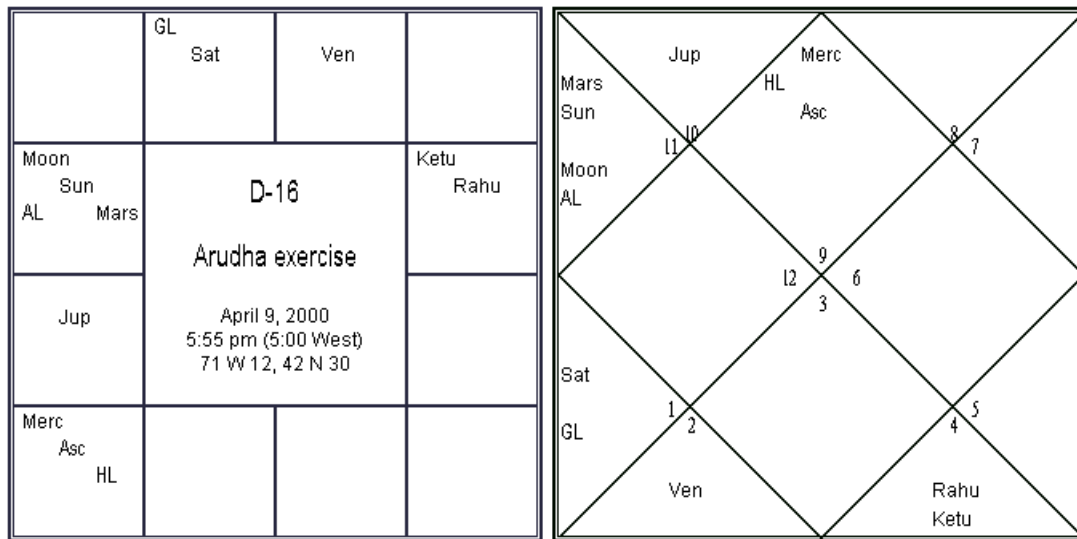 GL
Sat
Ven
Moon
Sun
AL Mars
Ketu
Rahu
D-16
Arudha exercise
April 9, 2000
5:55 pm (5:00 West)
71 W 12, 42 N 30
Jup
Merc
Asc
HL
Jup
Merc
HL
Asc
Mars
Sun
Moon
AL
10
11
8
7
9
12
6
3
Sat
GL
1
2
5
4
Ven
Rahu
Ketu